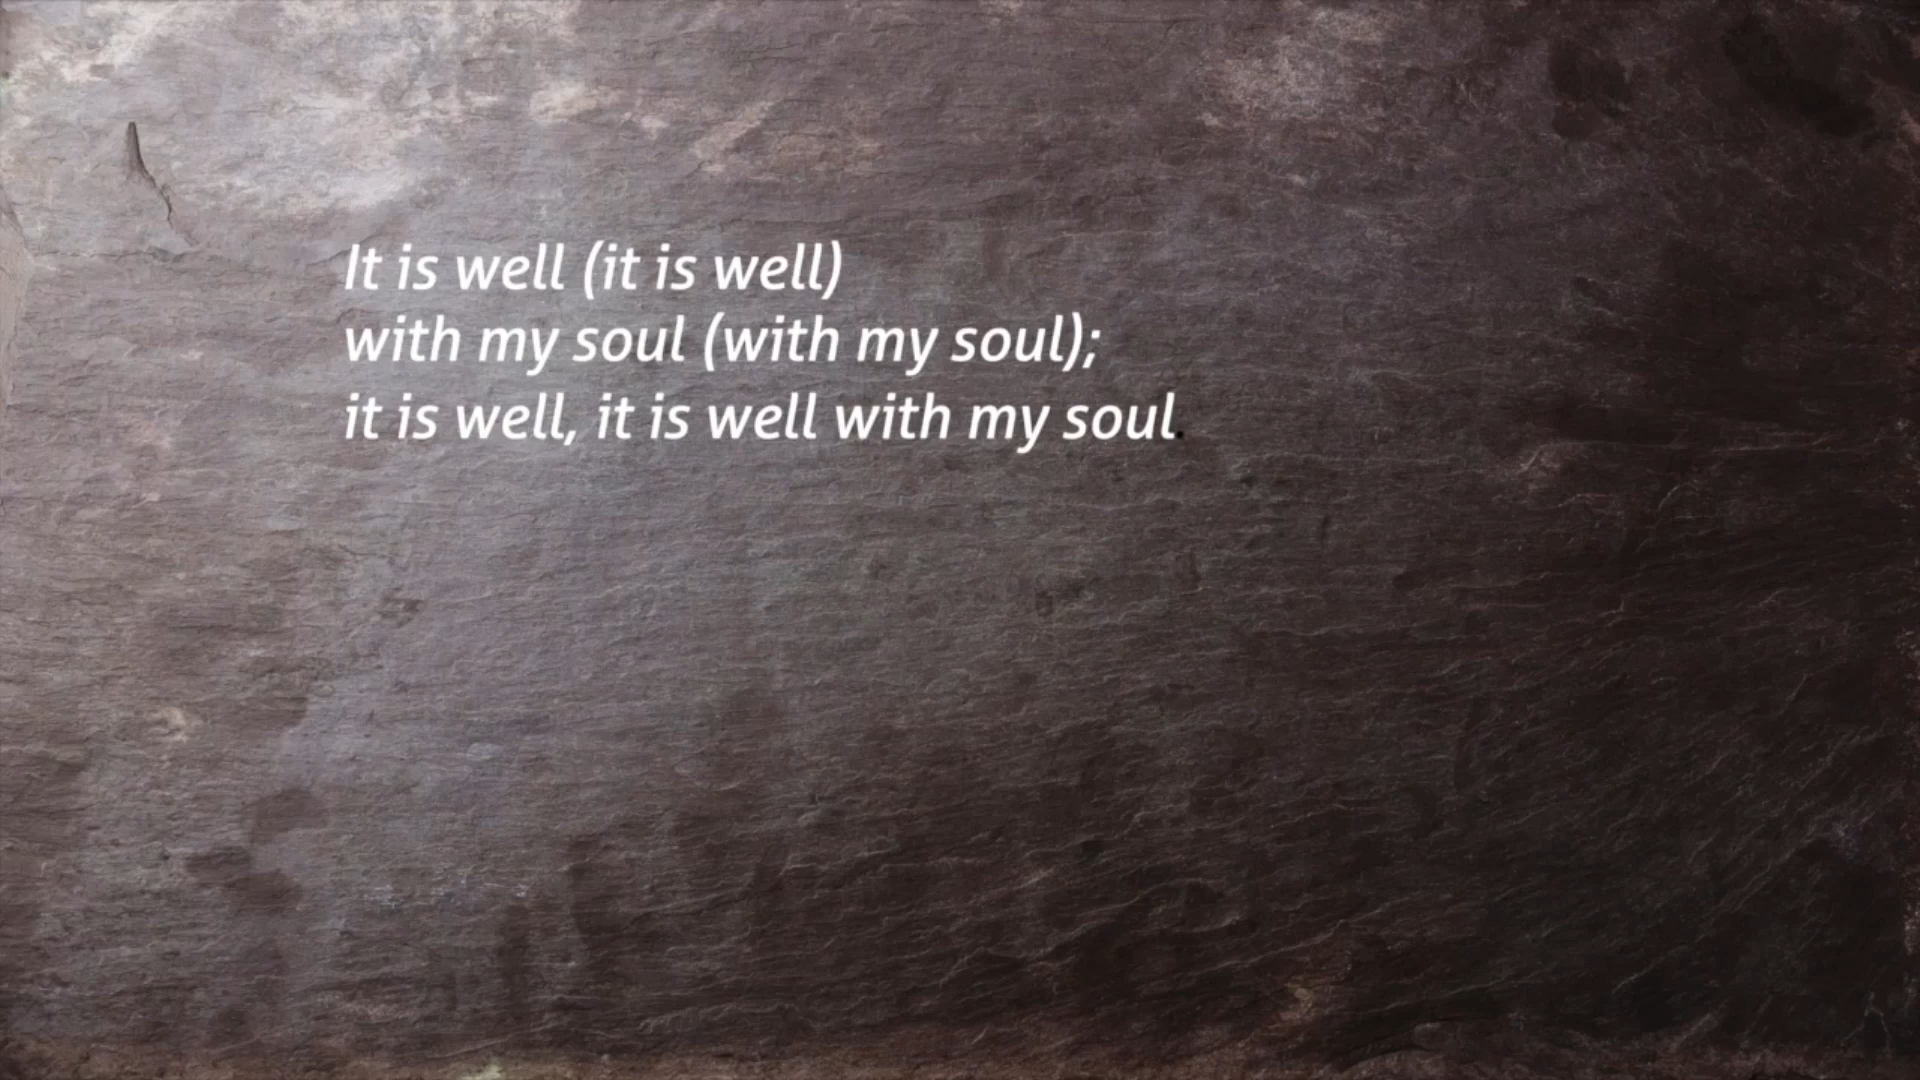 It is well (it is well)
with my soul (with my soul);
it is well, it is well with my soul.